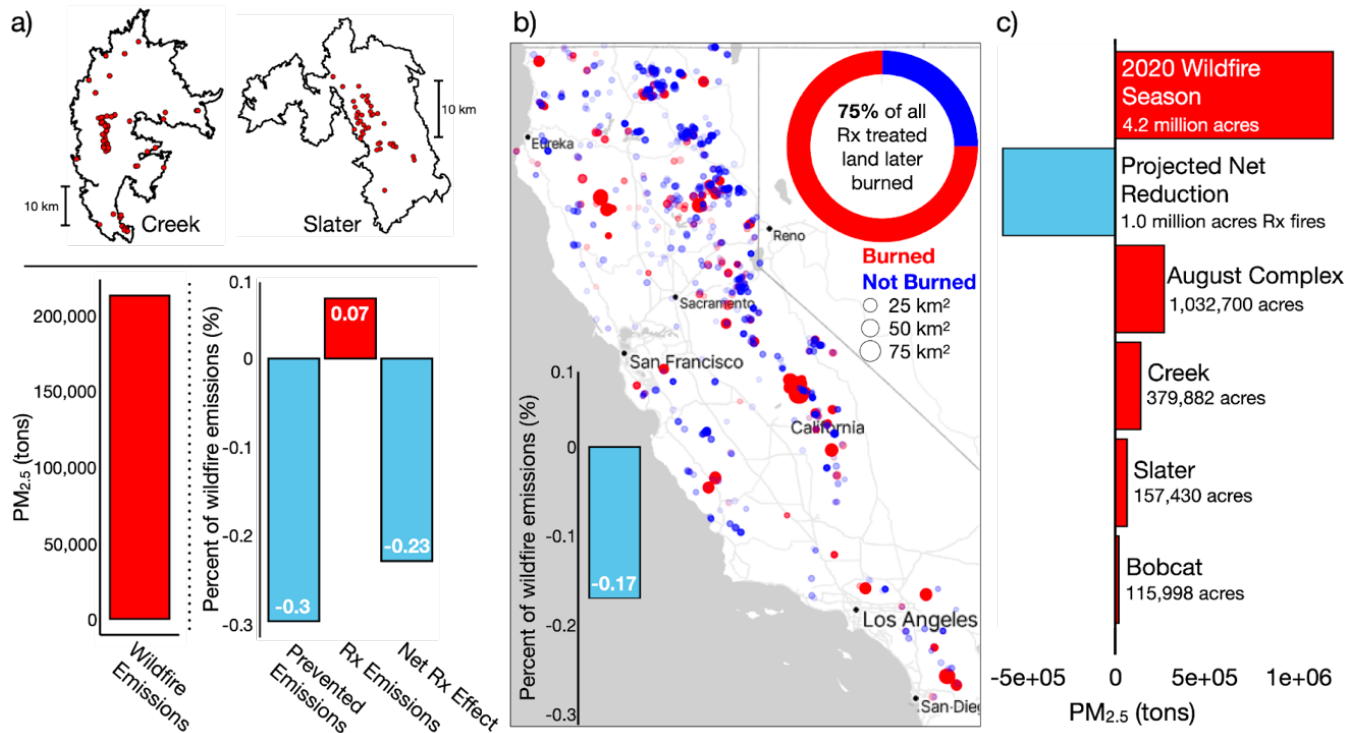 a)
10 km
Creek
10 km
Slater
PM2.5 (tons)
200,000
150,000
100,000
50,000
0
Wildfire
Emissions
Percent of wildfire emissions (%)
0.1
0
-0.1
-0.2
-0.3
0.07
-0.3
-0.23
Prevented
Emissions
Rx Emissions
Net Rx Effect
b)
Eureka
Reno
Sacramento
San Francisco
California
Los Angeles
San Die
75% of all
Rx treated
land later
burned
Burned
Not Burned
25 km²
50 km²
75 km²
Percent of wildfire emissions (%)
0.1
0
-0.1
-0.2
-0.3
-0.17
c)
2020 Wildfire
Season
4.2 million acres
Projected Net
Reduction
1.0 million acres Rx fires
August Complex
1,032,700 acres
Creek
379,882 acres
Slater
157,430 acres
Bobcat
115,998 acres
-5e+05 0 5e+05 1e+06
PM2.5 (tons)